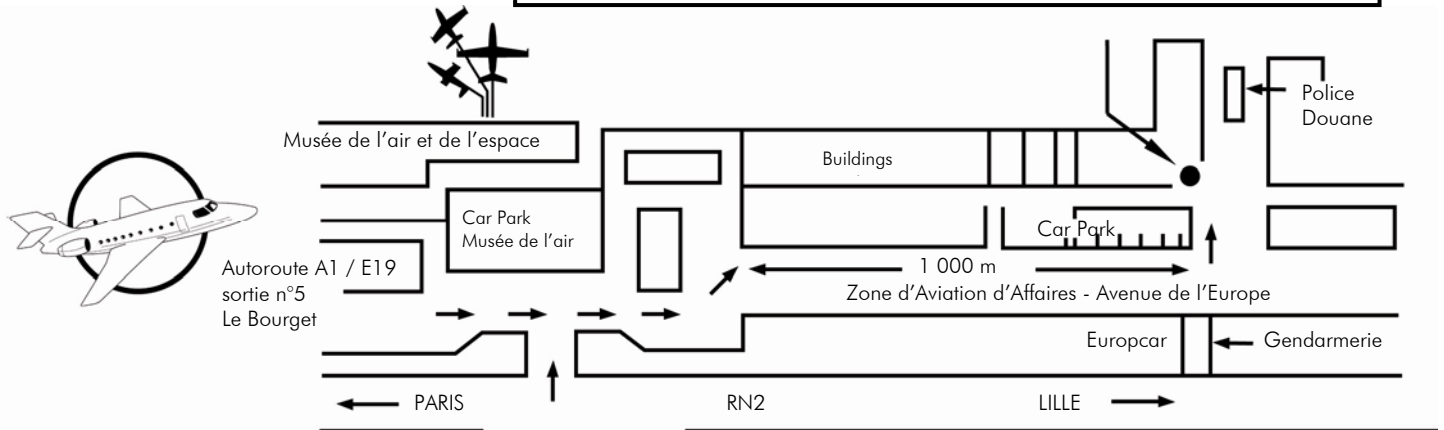 Police
Douane
Musée de l'air et de l'espace
Buildings
Car Park
Musée de l'air
Car Park
Autoroute A1 / E19
sortie n°5
Le Bourget
1 000 m
Zone d'Aviation d'Affaires - Avenue de l'Europe
Europcar
Gendarmerie
PARIS
RN2
LILLE